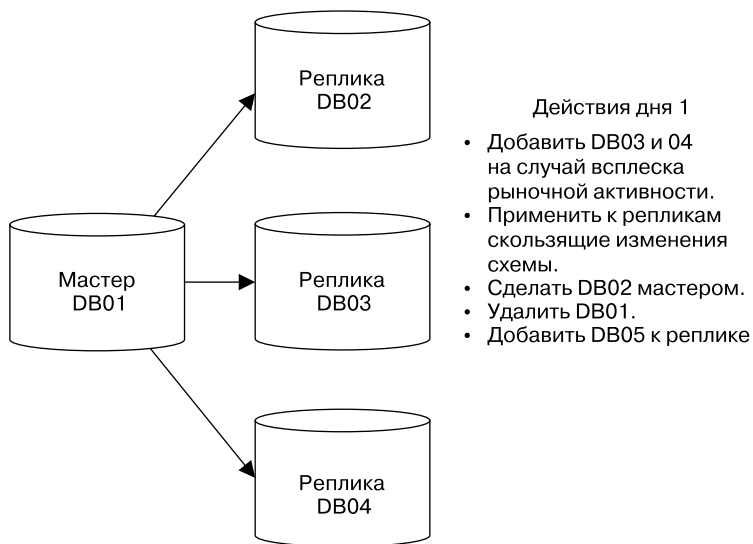 Реплика
DB02
Мастер
DB01
Реплика
DB03
Реплика
DB04
Действия дня 1
• Добавить DB03 и 04
на случай всплеска
рыночной активности.
• Применить к репликам
скользящие изменения
схемы.
• Сделать DB02 мастером.
• Удалить DB01.
• Добавить DB05 к реплике